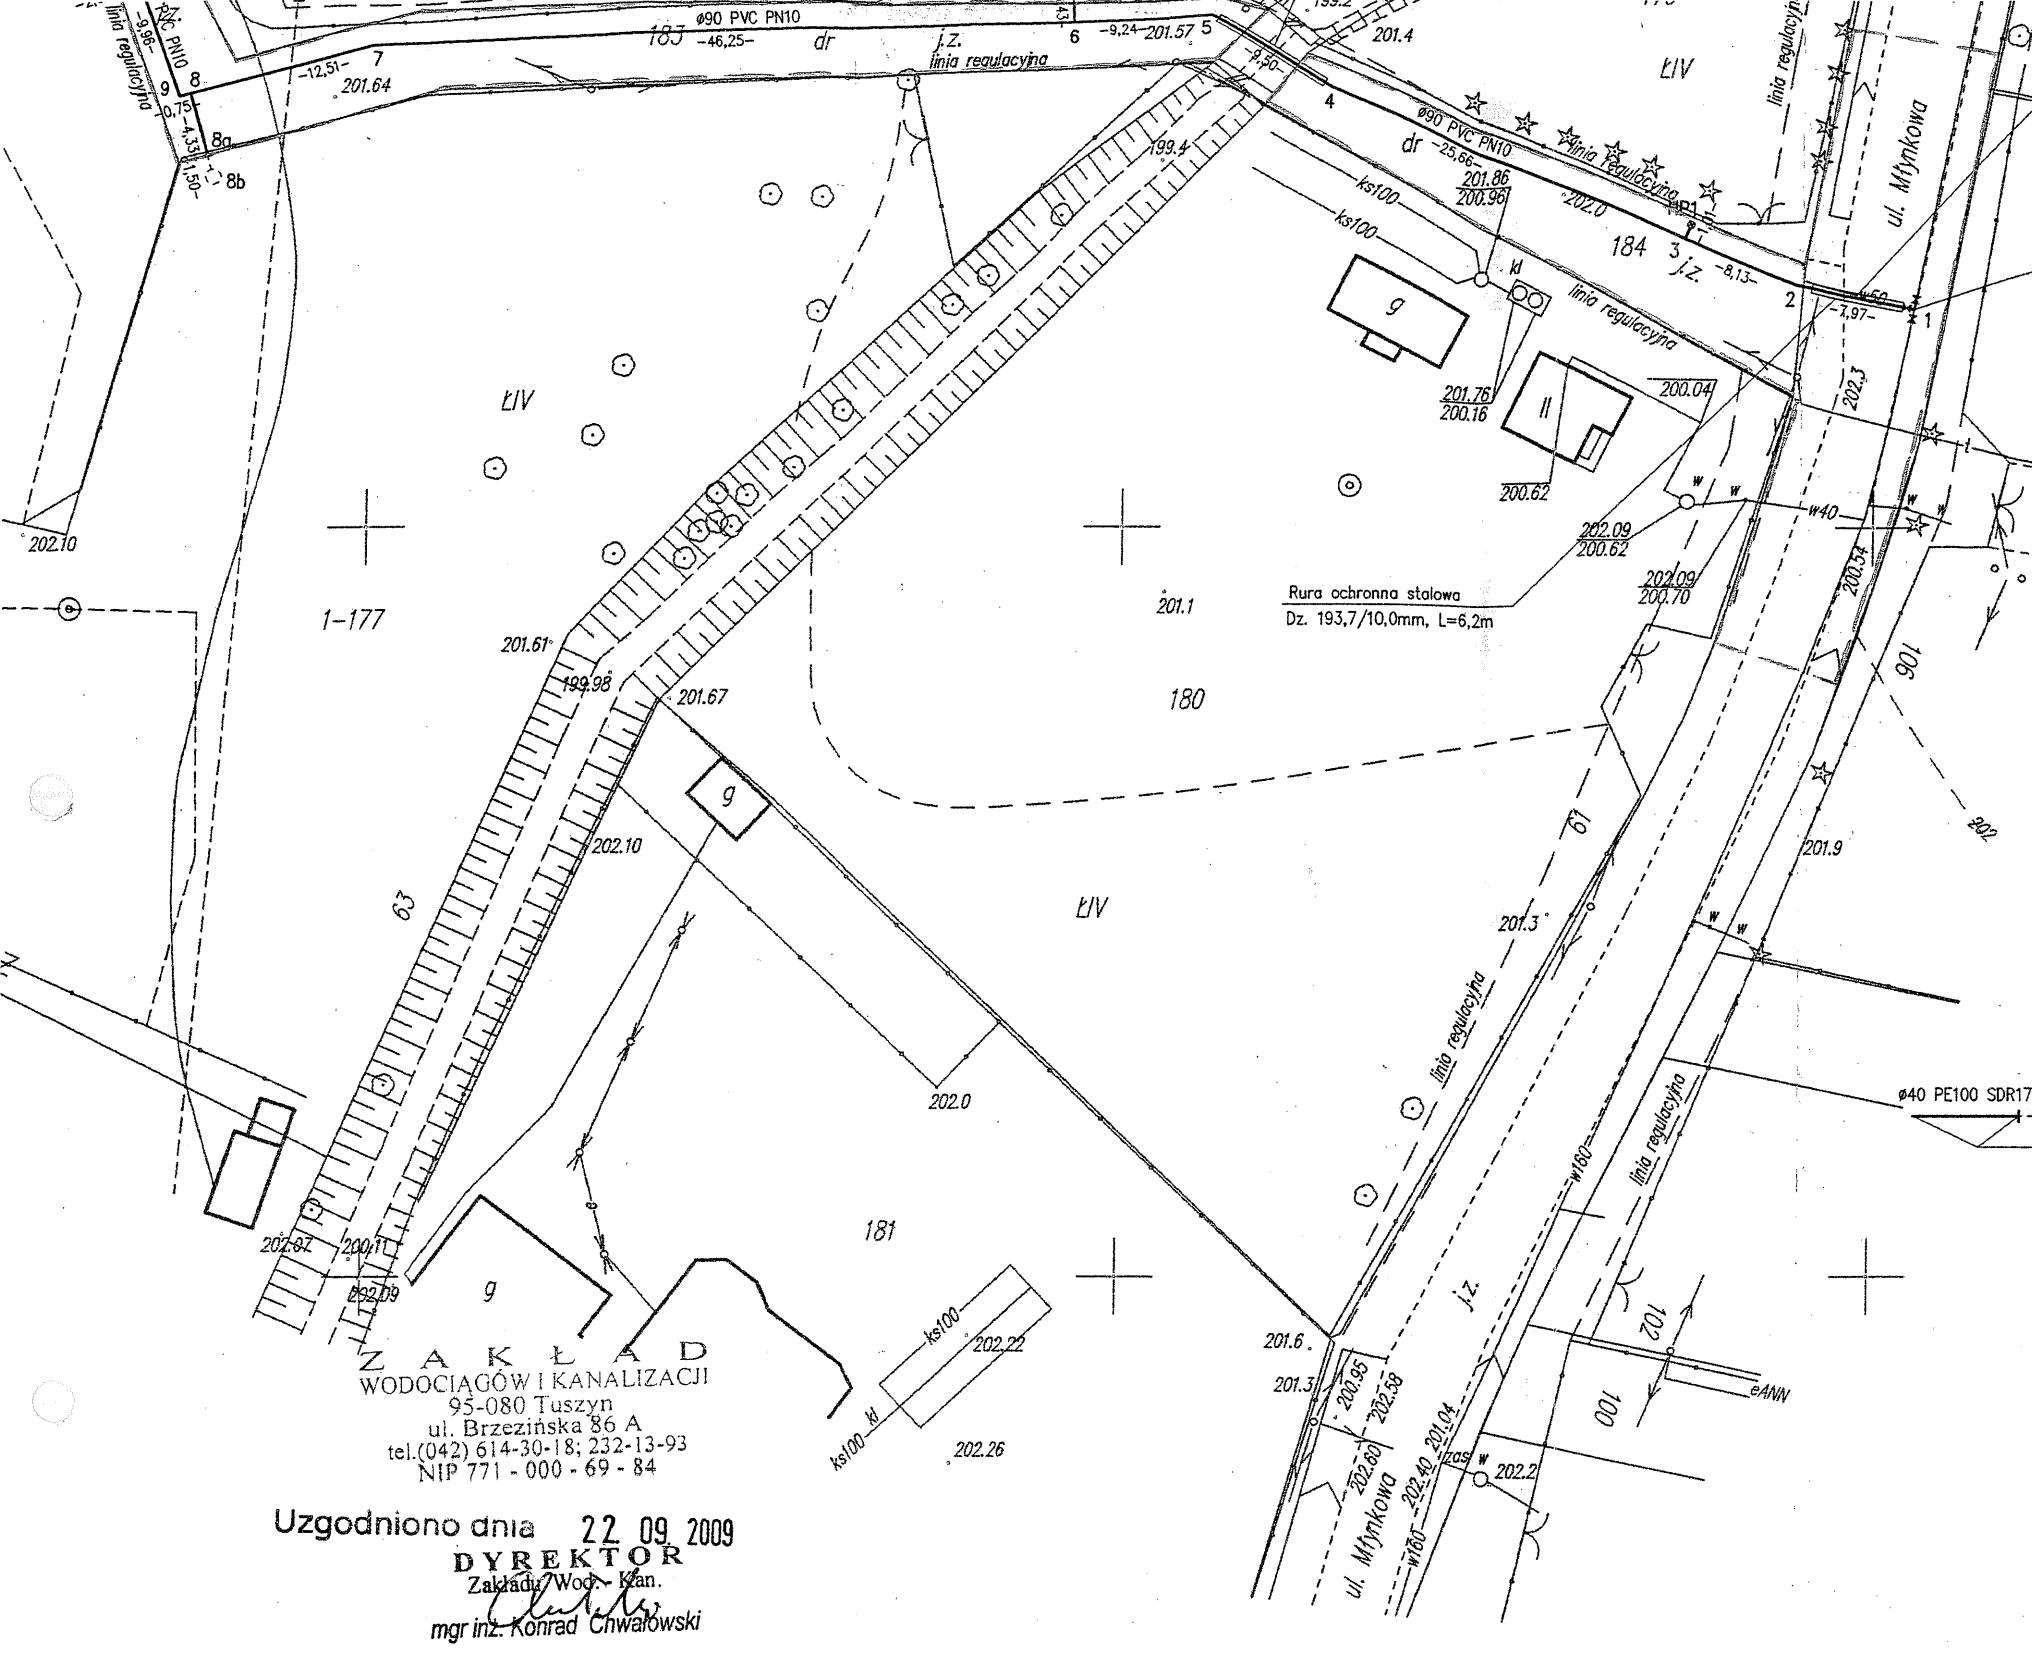 199.2
ø90 PVC PN10
183
-46,25-
dr
j.z.
6
-9,24-
201.57
5
201.4
ŁIV
linia regulacyjna
-9,96-
PVC PN10
linia regulacyjna
9
8
7
-12,51-
201.64
linia regulacyjna
-9,50-
4
-0,75-
-4,33-
8a
8b
-1,50-
199.4
ø90 PVC PN10
dr
-25,66-
linia regulacyjna
ul. Młynkowa
ks100
ks100
201.86
200.96
202.0
184
j.z.
3
-8,13-
2
w50
-7,97-
1
kl
g
linia regulacyjna
ŁIV
201.76
200.16
II
200.04
202.3
200.62
w
w
w40
w
w
202.10
202.09
200.62
202.09
200.70
200.54
1-177
201.1
Rura ochronna stalowa
Dz. 193,7/10,0mm, L=6,2m
201.61
199.98
201.67
180
106
g
202.10
61
202
201.9
63
ŁIV
201.3
w
w
linia regulacyjna
202.0
ø40 PE100 SDR17
linia regulacyjna
w160
e
181
202.07
200.11
202.09
g
j.z.
ks100
202.22
201.6
102
201.3
200.95
202.58
eANN
100
ks100
kl
202.26
202.60
202.40
201.04
zas
w
202.2
ul. Młynkowa
w160
Z A K Ł A D
WODOCIĄGÓW I KANALIZACJI
95-080 Tuszyn
ul. Brzezińska 86 A
tel.(042) 614-30-18; 232-13-93
NIP 771 - 000 - 69 - 84
Uzgodniono dnia 22 09. 2009
DYREKTOR
Zakładu Wod.- Kan.
mgr inż. Konrad Chwałowski